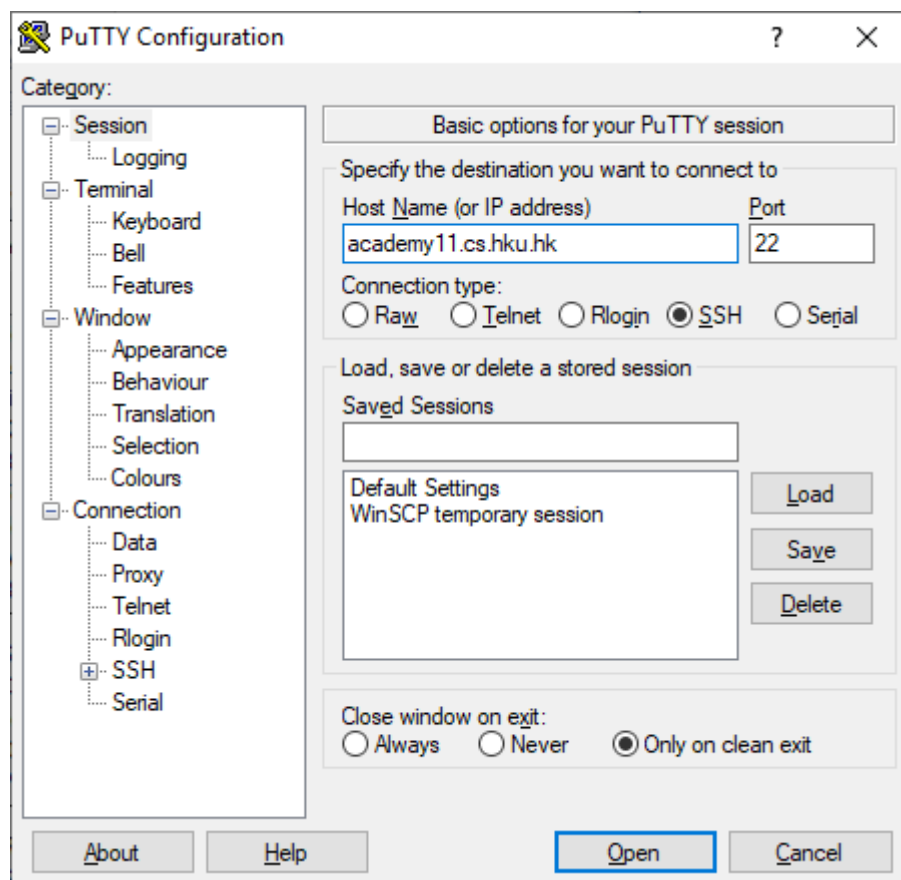 PuTTY Configuration
?
Category:
Session
Logging
Terminal
Keyboard
Bell
Features
Window
Appearance
Behaviour
Translation
Selection
Colours
Connection
Data
Proxy
Telnet
Rlogin
SSH
Serial
Basic options for your PuTTY session
Specify the destination you want to connect to
Host Name (or IP address) Port
academy11.cs.hku.hk 22
Connection type:
Raw Telnet Rlogin SSH Serial
Load, save or delete a stored session
Saved Sessions
Default Settings
WinSCP temporary session
Load
Save
Delete
Close window on exit:
Always Never Only on clean exit
About Help Open Cancel